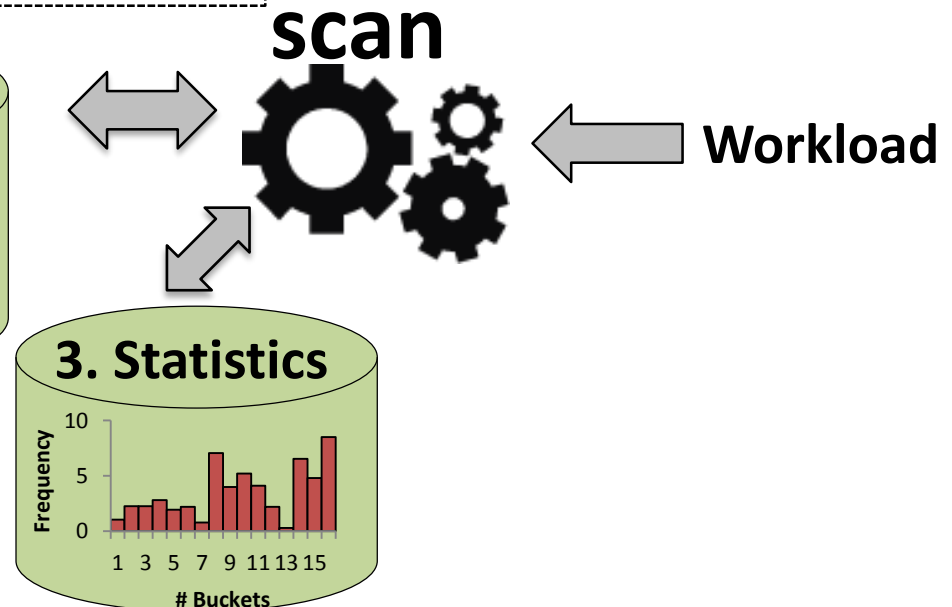 scan
Workload
3. Statistics
10
5
0
Frequency
1 3 5 7 9 11 13 15
# Buckets